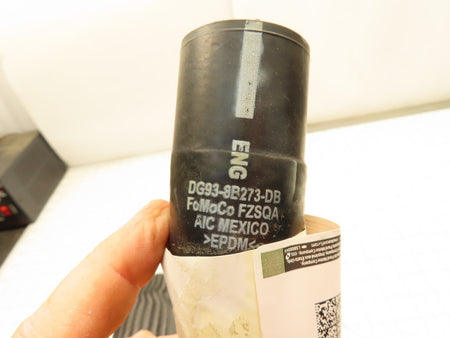 ENG
DG93-8B273-DB
FoMoCo FZSQA
AIC MEXICO
>EPDM<